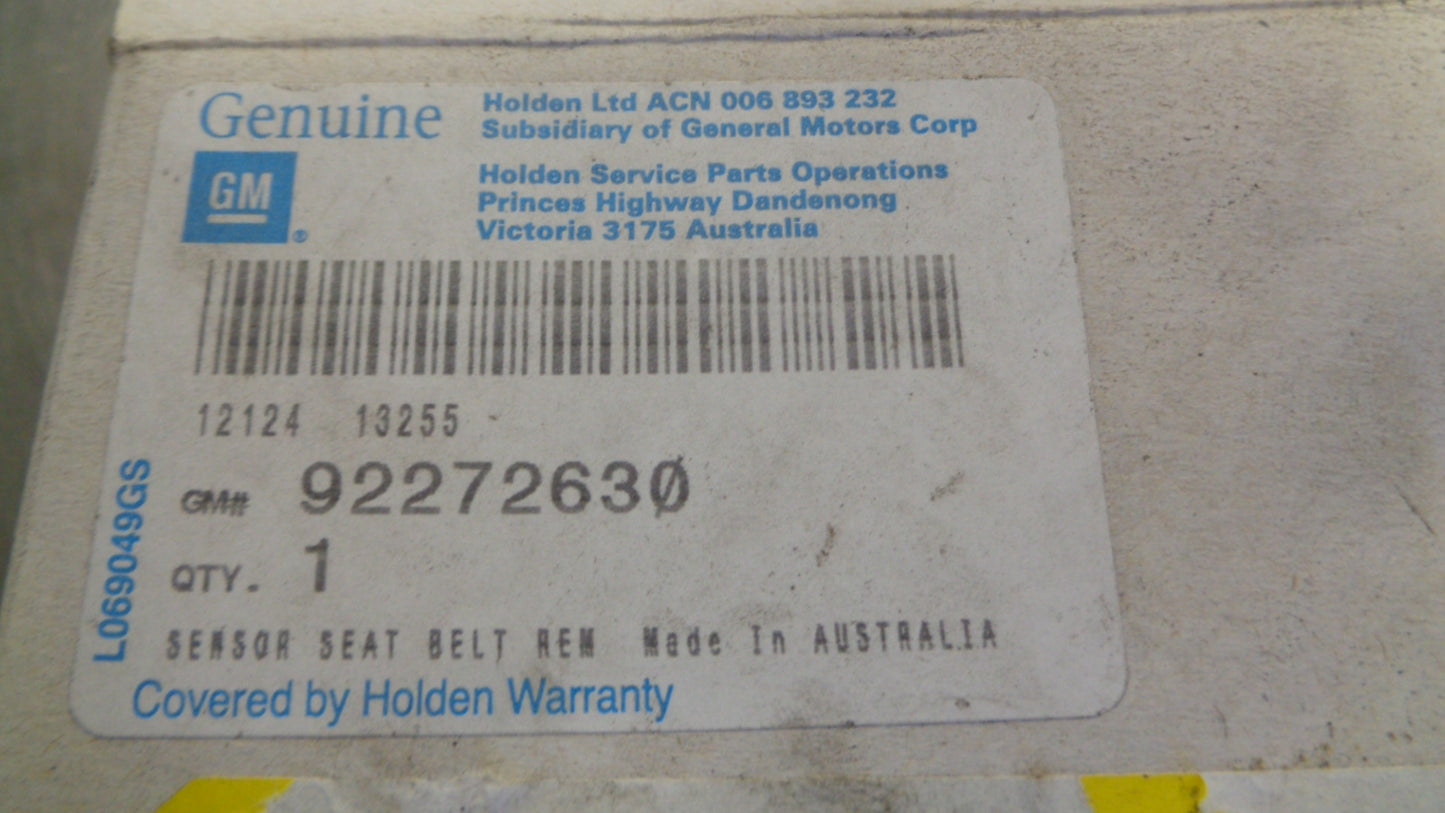 Genuine
Holden Ltd ACN 006 893 232
Subsidiary of General Motors Corp
GM
®
Holden Service Parts Operations
Princes Highway Dandenong
Victoria 3175 Australia
12124 13255
GM# 92272630
QTY. 1
SENSOR SEAT BELT REM Made In AUSTRALIA
Covered by Holden Warranty
L069049GS